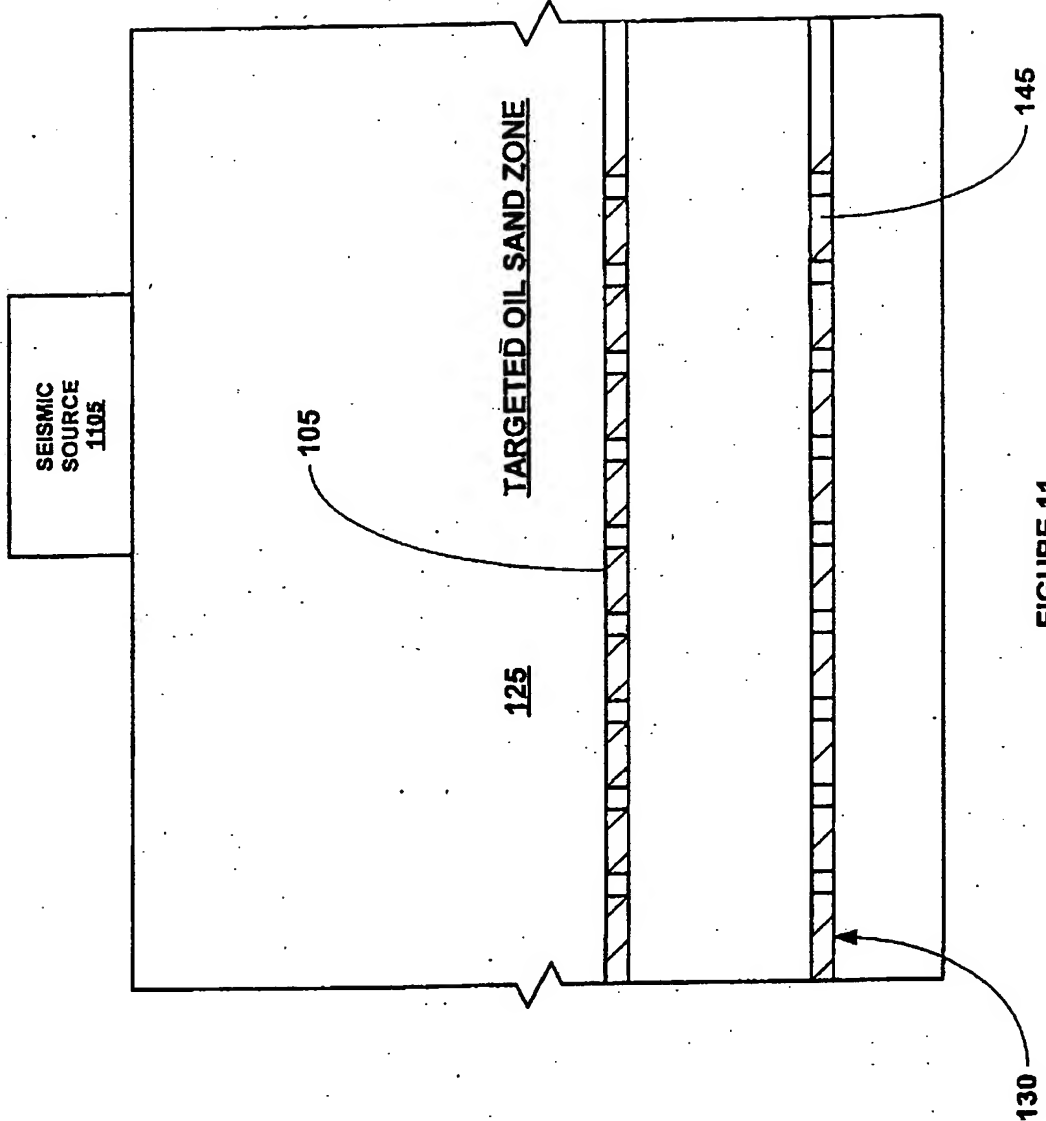 SEISMIC
SOURCE
1105
105
TARGETED OIL SAND ZONE
125
145
130
FIGURE 11